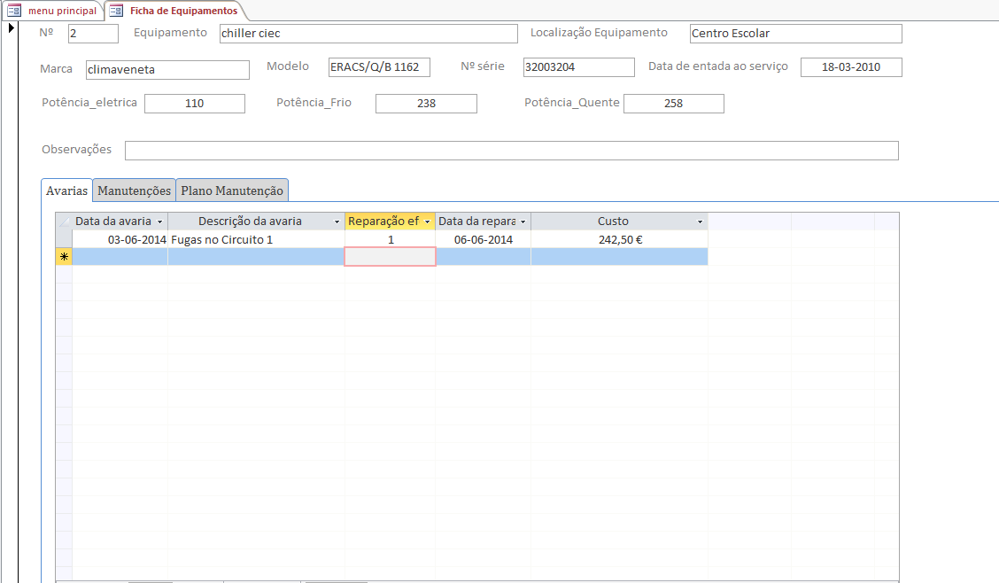 menu principal Ficha de Equipamentos
Nº 2 Equipamento chiller ciec Localização Equipamento Centro Escolar
Marca climaveneta Modelo ERACS/Q/B 1162 Nº série 32003204 Data de entada ao serviço 18-03-2010
Potência_eletrica 110 Potência_Frio 238 Potência_Quente 258
Observações
Avarias Manutenções Plano Manutenção
Data da avaria Descrição da avaria Reparação ef Data da repara Custo
03-06-2014 Fugas no Circuito 1 1 06-06-2014 242,50 €